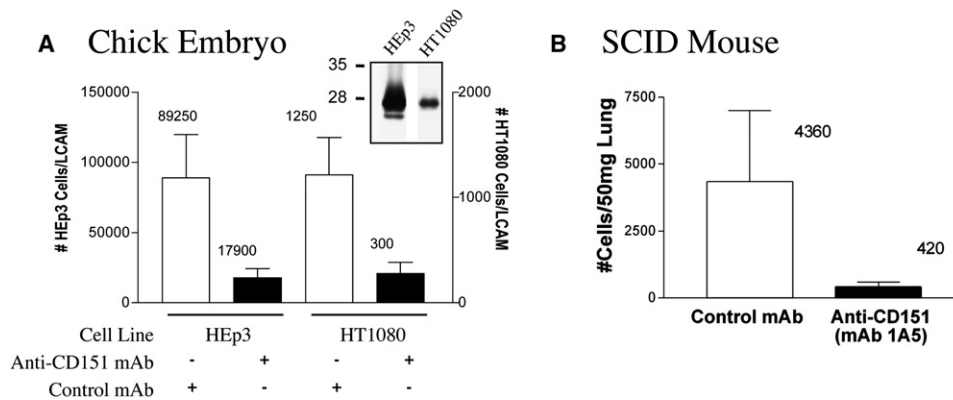 A Chick Embryo
HEp3
HT1080
35
28
# HEp3 Cells/LCAM
150000
100000
50000
0
89250
17900
1250
300
2000
1000
0
# HT1080 Cells/LCAM
Cell Line HEp3 HT1080
Anti-CD151 mAb - + - +
Control mAb + - + -
B SCID Mouse
#Cells/50mg Lung
7500
5000
2500
0
4360
420
Control mAb
Anti-CD151
(mAb 1A5)